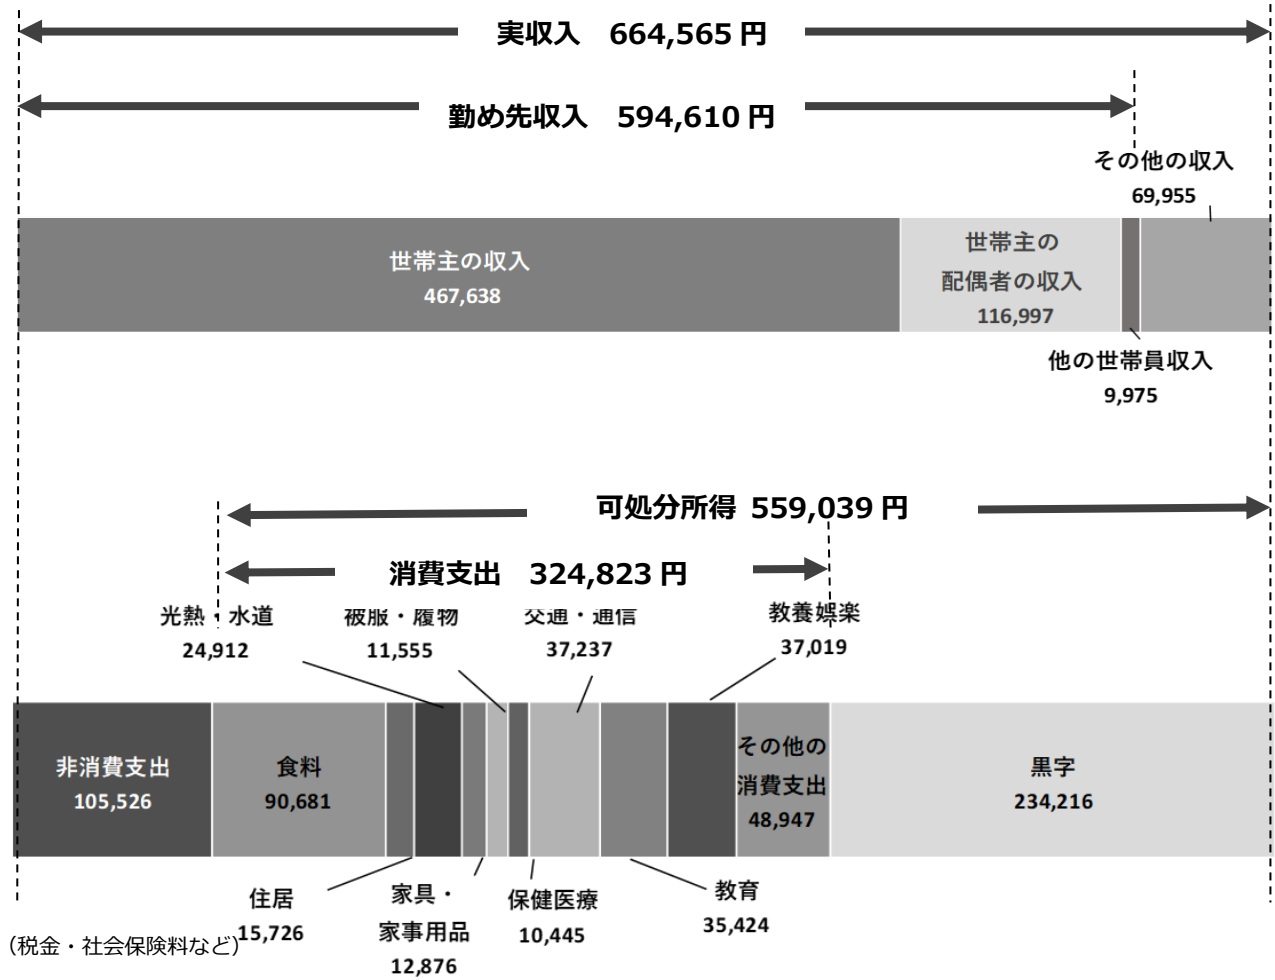 実収入 664,565 円
勤め先収入 594,610 円
その他の収入
69,955
世帯主の収入
467,638
世帯主の
配偶者の収入
116,997
他の世帯員収入
9,975
可処分所得 559,039 円
消費支出 324,823 円
光熱・水道
24,912
被服・履物
11,555
交通・通信
37,237
教養娯楽
37,019
非消費支出
105,526
食料
90,681
その他の
消費支出
48,947
黒字
234,216
住居
15,726
家具・
家事用品
12,876
保健医療
10,445
教育
35,424
（税金・社会保険料など）